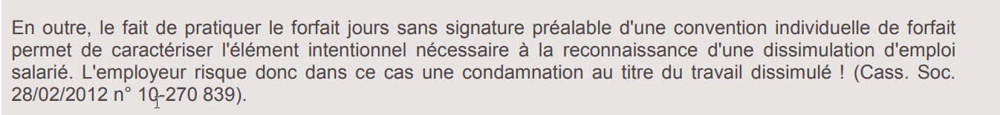 En outre, le fait de pratiquer le forfait jours sans signature préalable d'une convention individuelle de forfait
permet de caractériser l'élément intentionnel nécessaire à la reconnaissance d'une dissimulation d'emploi
salarié. L'employeur risque donc dans ce cas une condamnation au titre du travail dissimulé ! (Cass. Soc.
28/02/2012 n° 10-270 839).